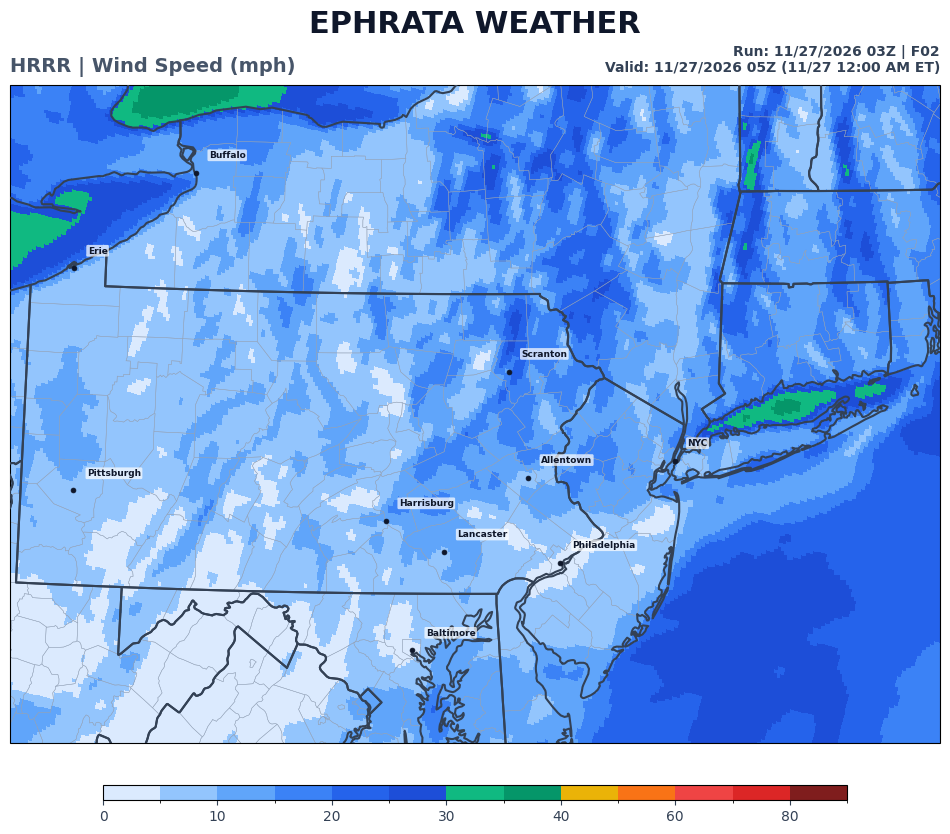 EPHRATA WEATHER
HRRR | Wind Speed (mph)
Run: 11/27/2026 03Z | F02
Valid: 11/27/2026 05Z (11/27 12:00 AM ET)
Buffalo
Erie
Scranton
NYC
Allentown
Pittsburgh
Harrisburg
Lancaster
Philadelphia
Baltimore
0 10 20 30 40 50 60 70 80